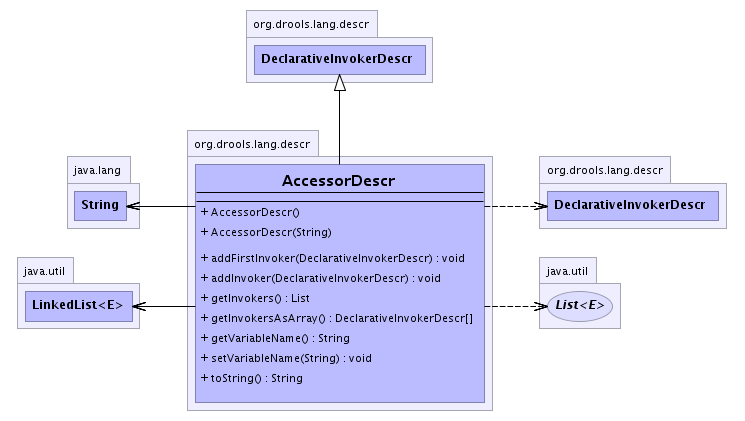 org.drools.lang.descr
DeclarativeInvokerDescr
org.drools.lang.descr
AccessorDescr
+ AccessorDescr()
+ AccessorDescr(String)
+ addFirstInvoker(DeclarativeInvokerDescr) : void
+ addInvoker(DeclarativeInvokerDescr) : void
+ getInvokers() : List
+ getInvokersAsArray() : DeclarativeInvokerDescr[]
+ getVariableName() : String
+ setVariableName(String) : void
+ toString() : String
java.lang
String
java.util
LinkedList<E>
org.drools.lang.descr
DeclarativeInvokerDescr
java.util
List<E>